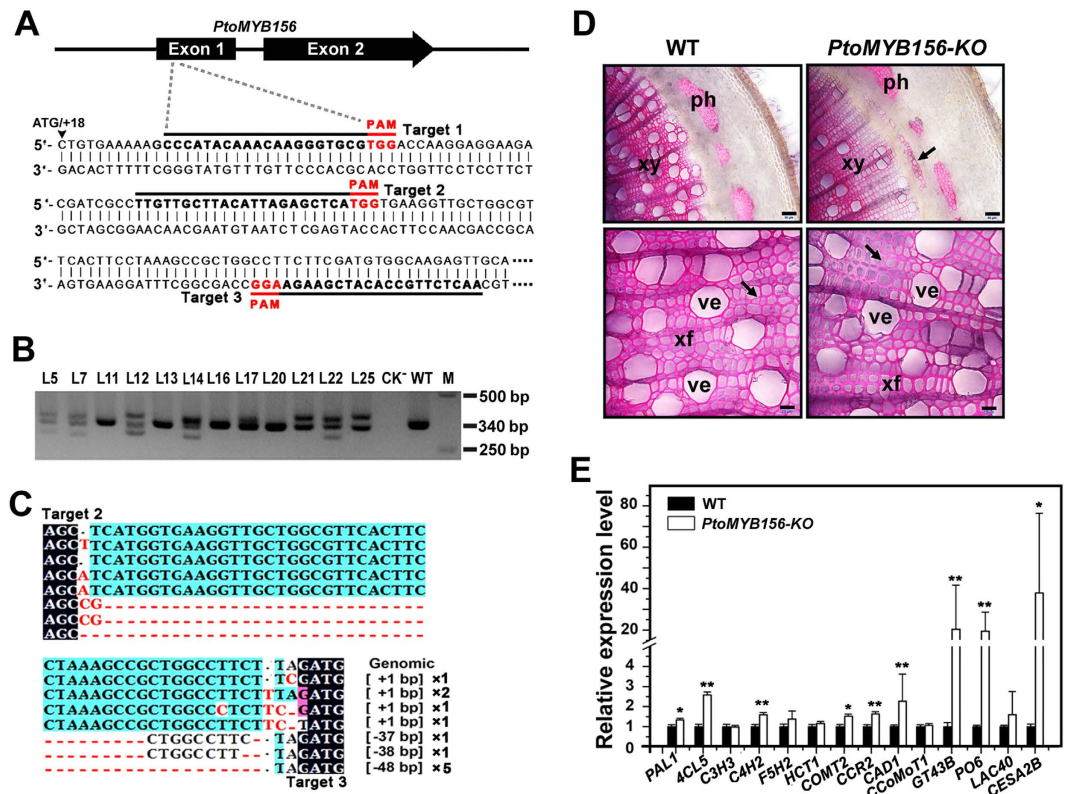 A
PtoMYB156
Exon 1 Exon 2
ATG/+18
PAM Target 1
5'- CTGTGAAAAAGCCCATACAAACAAGGGTGCGTGGACCAAGGAGGAAGA
3'- GACACTTTTTCGGGTATGTTTGTTCCCACGCACCTGGTTCCTCCTTCT
PAM Target 2
5'- CGATCGCCTTGTTGCTTACATTAGAGCTCATGGTGAAGGTTGCTGGCGT
3'- GCTAGCGGAACAACGAATGTAATCTCGAGTACCACTTCCAACGACCGCA
5'- TCACTTCCTAAAGCCGCTGGCCTTCTTCGATGTGGCAAGAGTTGCA ····
3'- AGTGAAGGATTTCGGCGACCGGAAGAAGCTACACCGTTCTCAACGT ····
Target 3 PAM
B
L5 L7 L11 L12 L13 L14 L16 L17 L20 L21 L22 L25 CK⁻ WT M
500 bp
340 bp
250 bp
C
Target 2
AGC-TCATGGTGAAGGTTGCTGGCGTTCACTTC
AGCTTCATGGTGAAGGTTGCTGGCGTTCACTTC
AGC-TCATGGTGAAGGTTGCTGGCGTTCACTTC
AGCATCATGGTGAAGGTTGCTGGCGTTCACTTC
AGCATCATGGTGAAGGTTGCTGGCGTTCACTTC
AGCCG------------------------------
AGCCG------------------------------
AGC--------------------------------
CTAAAGCCGCTGGCCTTCT--TAGATG Genomic
CTAAAGCCGCTGGCCTTCT-TCGATG [ +1 bp] ×1
CTAAAGCCGCTGGCCTTCTTTAGATG [ +1 bp] ×2
CTAAAGCCGCTGGCCCTCTTC-GATG [ +1 bp] ×1
CTAAAGCCGCTGGCCTTCTTC-TATG [ +1 bp] ×1
----------CTGGCCTTTC--TAGATG [-37 bp] ×1
----------CTGGCCTT----TAGATG [-38 bp] ×1
----------------------TAGATG [-48 bp] ×5
Target 3
D
WT PtoMYB156-KO
ph ph
xy xy
ve ve
xf ve
ve xf
E
Relative expression level
WT
PtoMYB156-KO
80
60
40
20
4
3
2
1
0
* ** ** * ** ** ** ** *
PAL1 4CL5 C3H3 C4H2 F5H2 HCT1 COMT2 CCR2 CAD1 CCoMoT1 GT43B PO6 LAC40 CESA2B